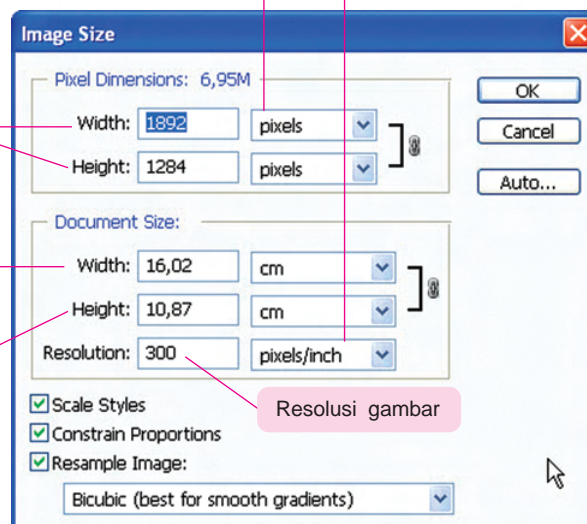 Image Size
Pixel Dimensions: 6,95M
Width: 1892 pixels
Height: 1284 pixels
OK
Cancel
Auto...
Document Size:
Width: 16,02 cm
Height: 10,87 cm
Resolution: 300 pixels/inch
Resolusi gambar
Scale Styles
Constrain Proportions
Resample Image:
Bicubic (best for smooth gradients)